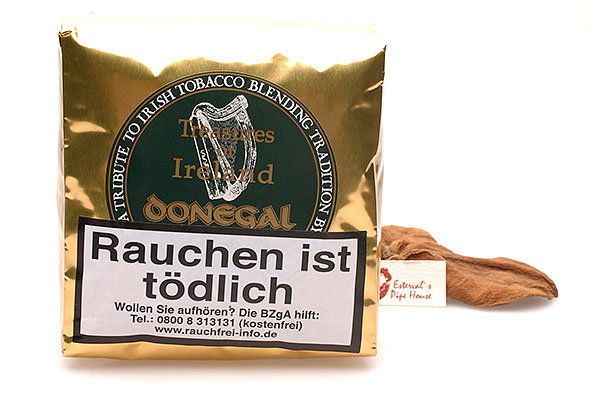 A TRIBUTE TO IRISH TOBACCO BLENDING TRADITION BY
Treasures
of
Ireland
DONEGAL
Rauchen ist
tödlich
Wollen Sie aufhören? Die BZgA hilft:
Tel.: 0800 8 313131 (kostenfrei)
www.rauchfrei-info.de
Esterval's
Pipe House